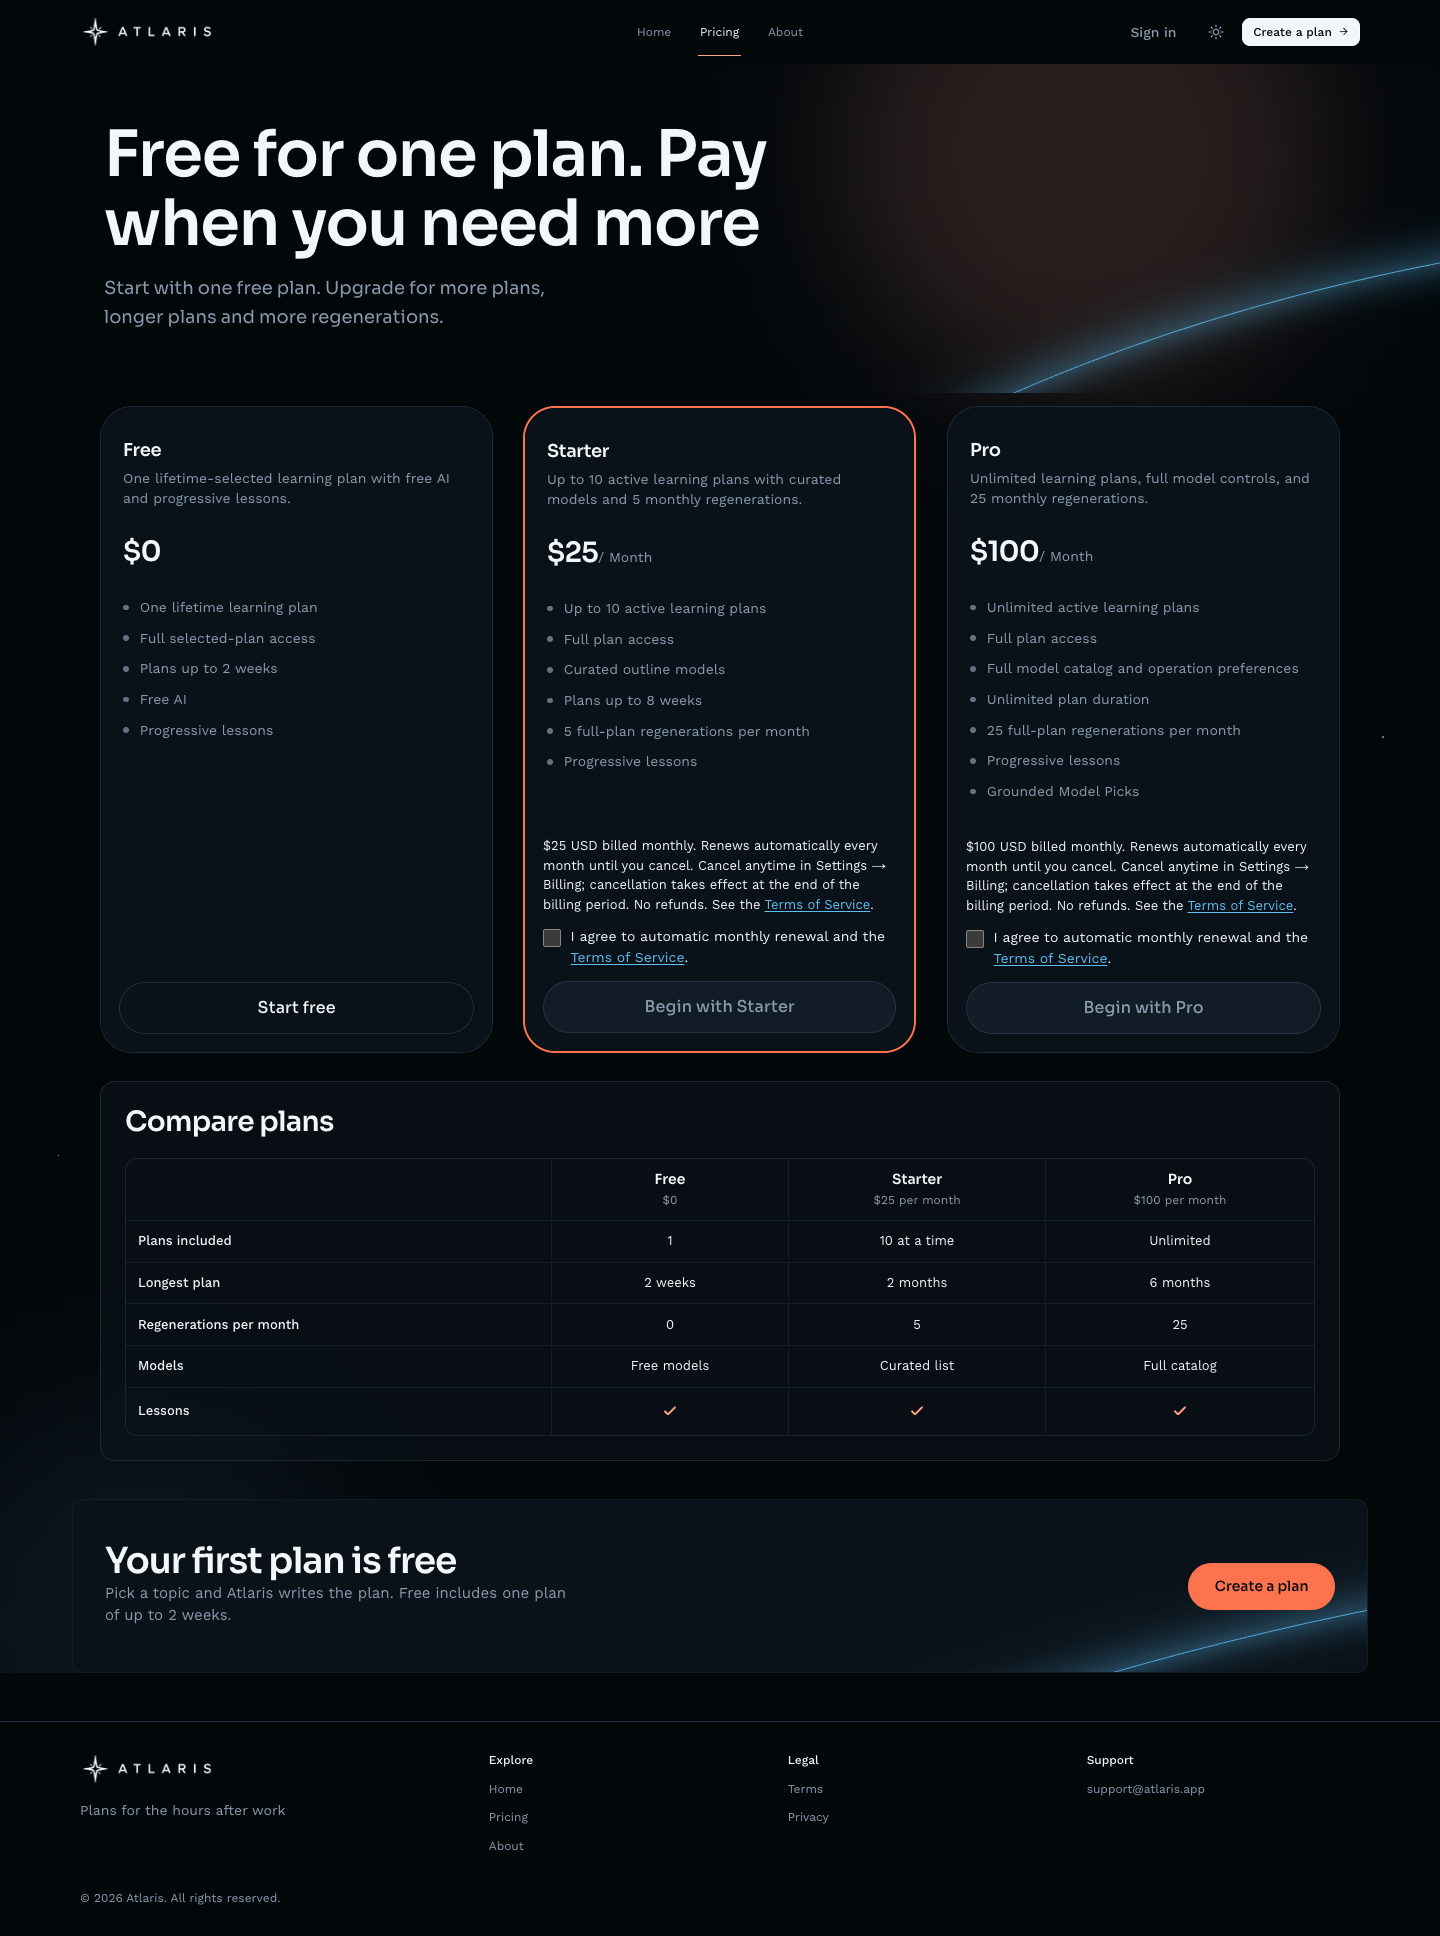 ATLARIS
Home
Pricing
About
Sign in
Create a plan →
Free for one plan. Pay
when you need more
Start with one free plan. Upgrade for more plans,
longer plans and more regenerations.
Free
One lifetime-selected learning plan with free AI
and progressive lessons.
$0
One lifetime learning plan
Full selected-plan access
Plans up to 2 weeks
Free AI
Progressive lessons
Start free
Starter
Up to 10 active learning plans with curated
models and 5 monthly regenerations.
$25/ Month
Up to 10 active learning plans
Full plan access
Curated outline models
Plans up to 8 weeks
5 full-plan regenerations per month
Progressive lessons
$25 USD billed monthly. Renews automatically every
month until you cancel. Cancel anytime in Settings →
Billing; cancellation takes effect at the end of the
billing period. No refunds. See the Terms of Service.
I agree to automatic monthly renewal and the
Terms of Service.
Begin with Starter
Pro
Unlimited learning plans, full model controls, and
25 monthly regenerations.
$100/ Month
Unlimited active learning plans
Full plan access
Full model catalog and operation preferences
Unlimited plan duration
25 full-plan regenerations per month
Progressive lessons
Grounded Model Picks
$100 USD billed monthly. Renews automatically every
month until you cancel. Cancel anytime in Settings →
Billing; cancellation takes effect at the end of the
billing period. No refunds. See the Terms of Service.
I agree to automatic monthly renewal and the
Terms of Service.
Begin with Pro
Compare plans
Free Starter Pro
$0 $25 per month $100 per month
Plans included 1 10 at a time Unlimited
Longest plan 2 weeks 2 months 6 months
Regenerations per month 0 5 25
Models Free models Curated list Full catalog
Lessons ✓ ✓ ✓
Your first plan is free
Pick a topic and Atlaris writes the plan. Free includes one plan
of up to 2 weeks.
Create a plan
ATLARIS
Plans for the hours after work
Explore
Home
Pricing
About
Legal
Terms
Privacy
Support
support@atlaris.app
© 2026 Atlaris. All rights reserved.